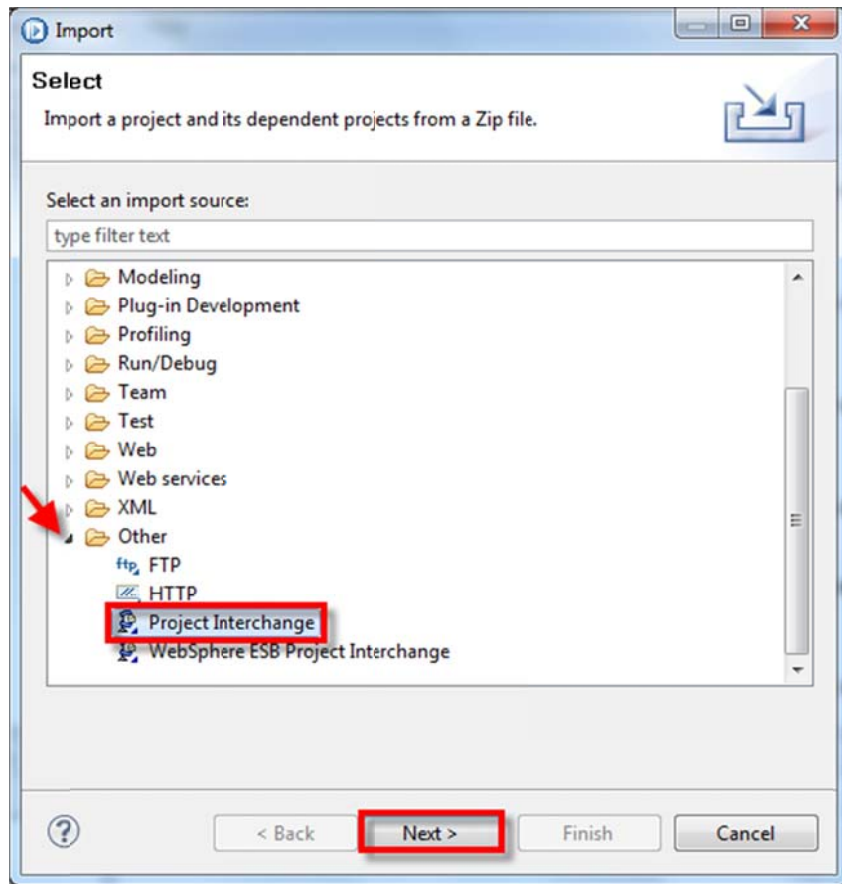 Import
Select
Import a project and its dependent projects from a Zip file.
Select an import source:
type filter text
Modeling
Plug-in Development
Profiling
Run/Debug
Team
Test
Web
Web services
XML
Other
ftp FTP
HTTP
Project Interchange
WebSphere ESB Project Interchange
? < Back Next > Finish Cancel